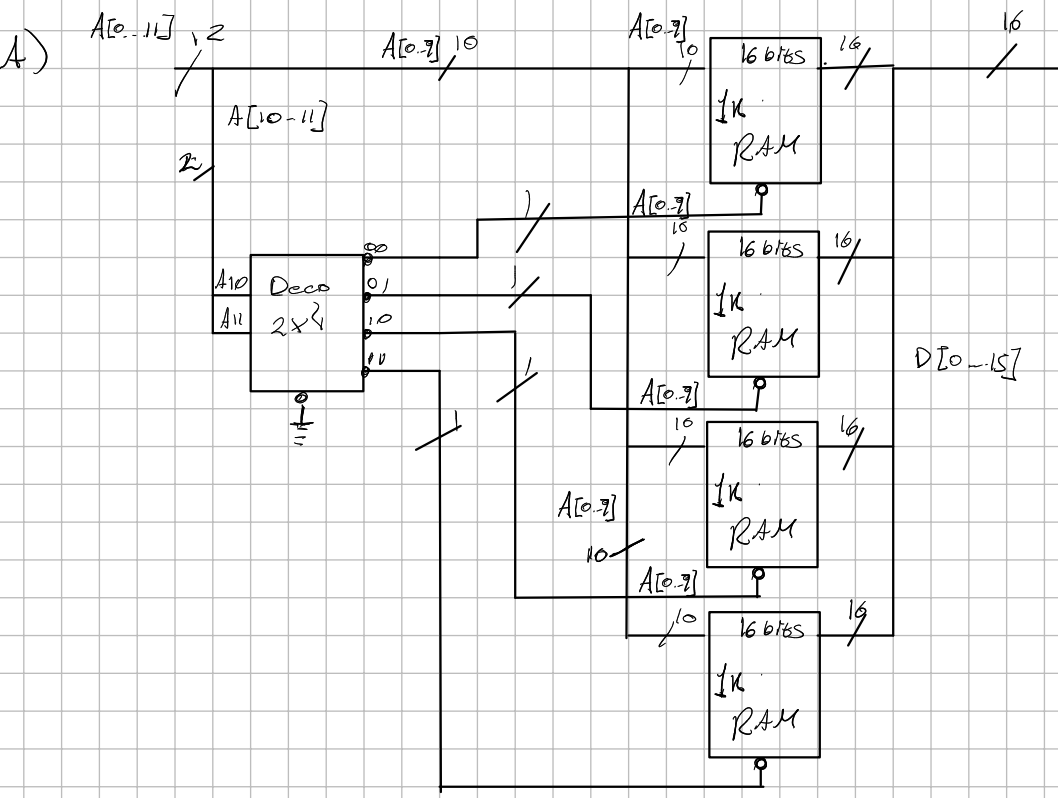 A)
A[0...11]
12
A[0..9]
10
A[0..9]
10
16 bits
1K
RAM
16
16
A[10-11]
2
1
A[0..9]
10
16 bits
1K
RAM
16
A10
A11
Deco
2x4
00
01
10
11
1
1
1
D[0...15]
A[0..9]
10
16 bits
1K
RAM
16
A[0..9]
10
A[0..9]
10
16 bits
1K
RAM
16